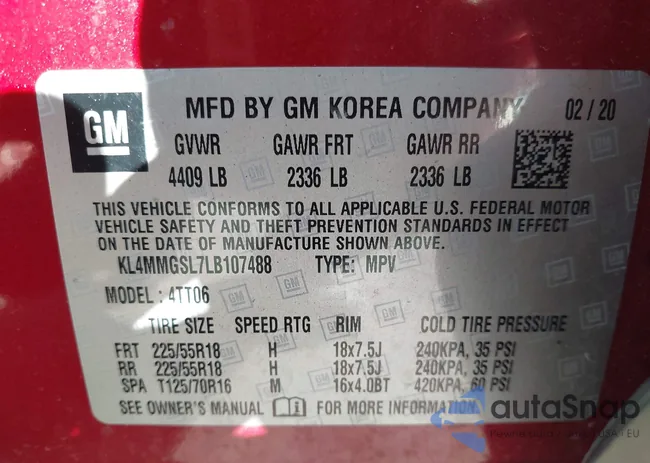 GM MFD BY GM KOREA COMPANY 02 / 20
GVWR GAWR FRT GAWR RR
4409 LB 2336 LB 2336 LB
THIS VEHICLE CONFORMS TO ALL APPLICABLE U.S. FEDERAL MOTOR
VEHICLE SAFETY AND THEFT PREVENTION STANDARDS IN EFFECT
ON THE DATE OF MANUFACTURE SHOWN ABOVE.
KL4MMGSL7LB107488 TYPE: MPV
MODEL : 4TT06
TIRE SIZE SPEED RTG RIM COLD TIRE PRESSURE
FRT 225/55R18 H 18x7.5J 240KPA, 35 PSI
RR 225/55R18 H 18x7.5J 240KPA, 35 PSI
SPA T125/70R16 M 16x4.0BT 420KPA, 60 PSI
SEE OWNER'S MANUAL FOR MORE INFORMATION
autoSnap